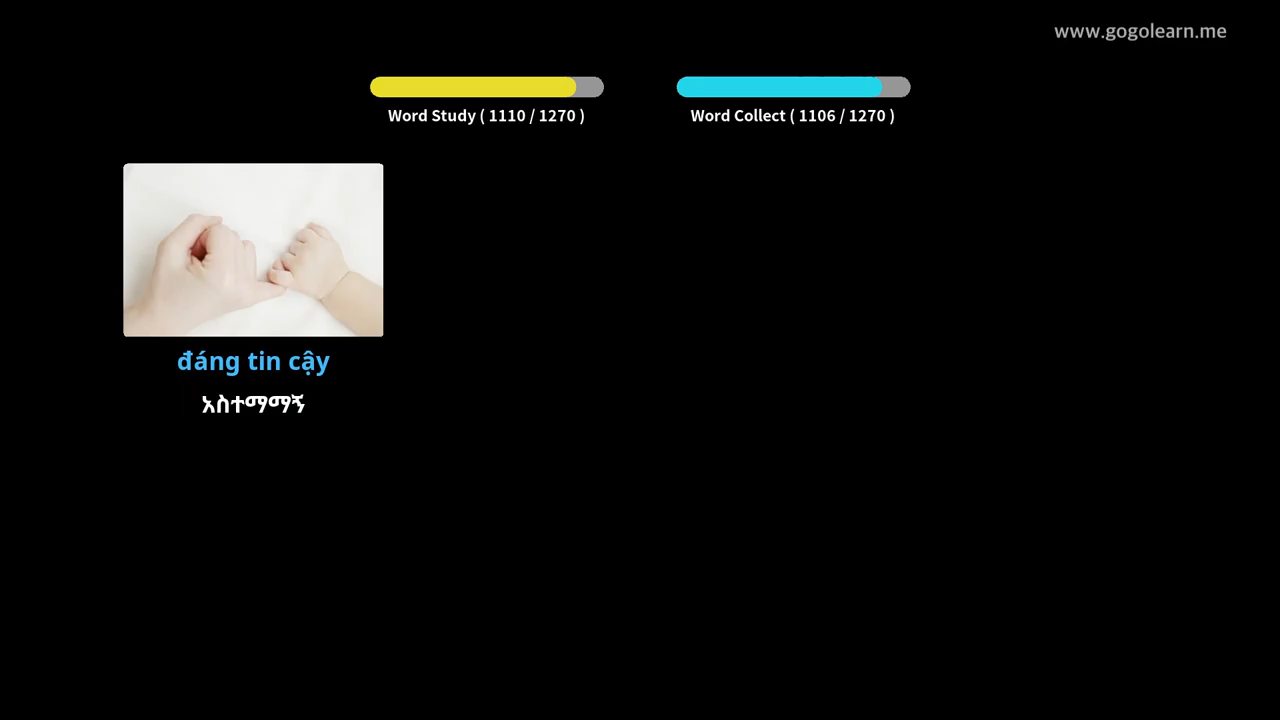 www.gogolearn.me
Word Study ( 1110 / 1270 )
Word Collect ( 1106 / 1270 )
đáng tin cậy
አስተማማኝ